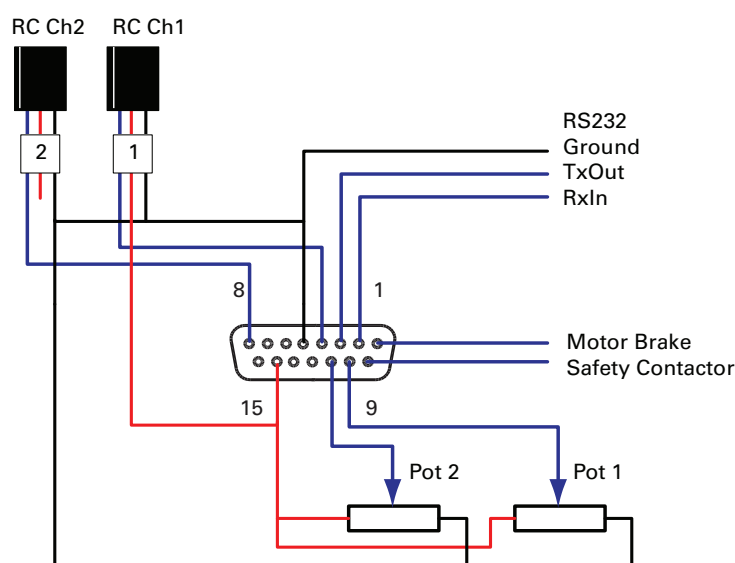 RC Ch2
RC Ch1
2
1
RS232
Ground
TxOut
RxIn
8
1
Motor Brake
Safety Contactor
15
9
Pot 2
Pot 1